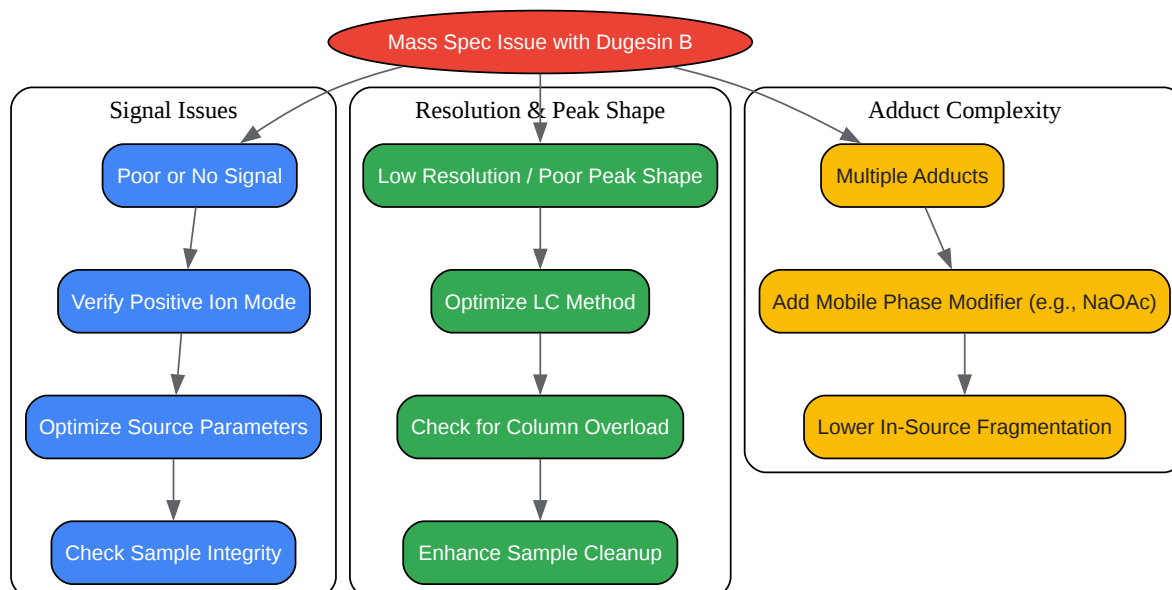 Mass Spec Issue with Dugesin B
Signal Issues
Poor or No Signal
Verify Positive Ion Mode
Optimize Source Parameters
Check Sample Integrity
Resolution & Peak Shape
Low Resolution / Poor Peak Shape
Optimize LC Method
Check for Column Overload
Enhance Sample Cleanup
Adduct Complexity
Multiple Adducts
Add Mobile Phase Modifier (e.g., NaOAc)
Lower In-Source Fragmentation